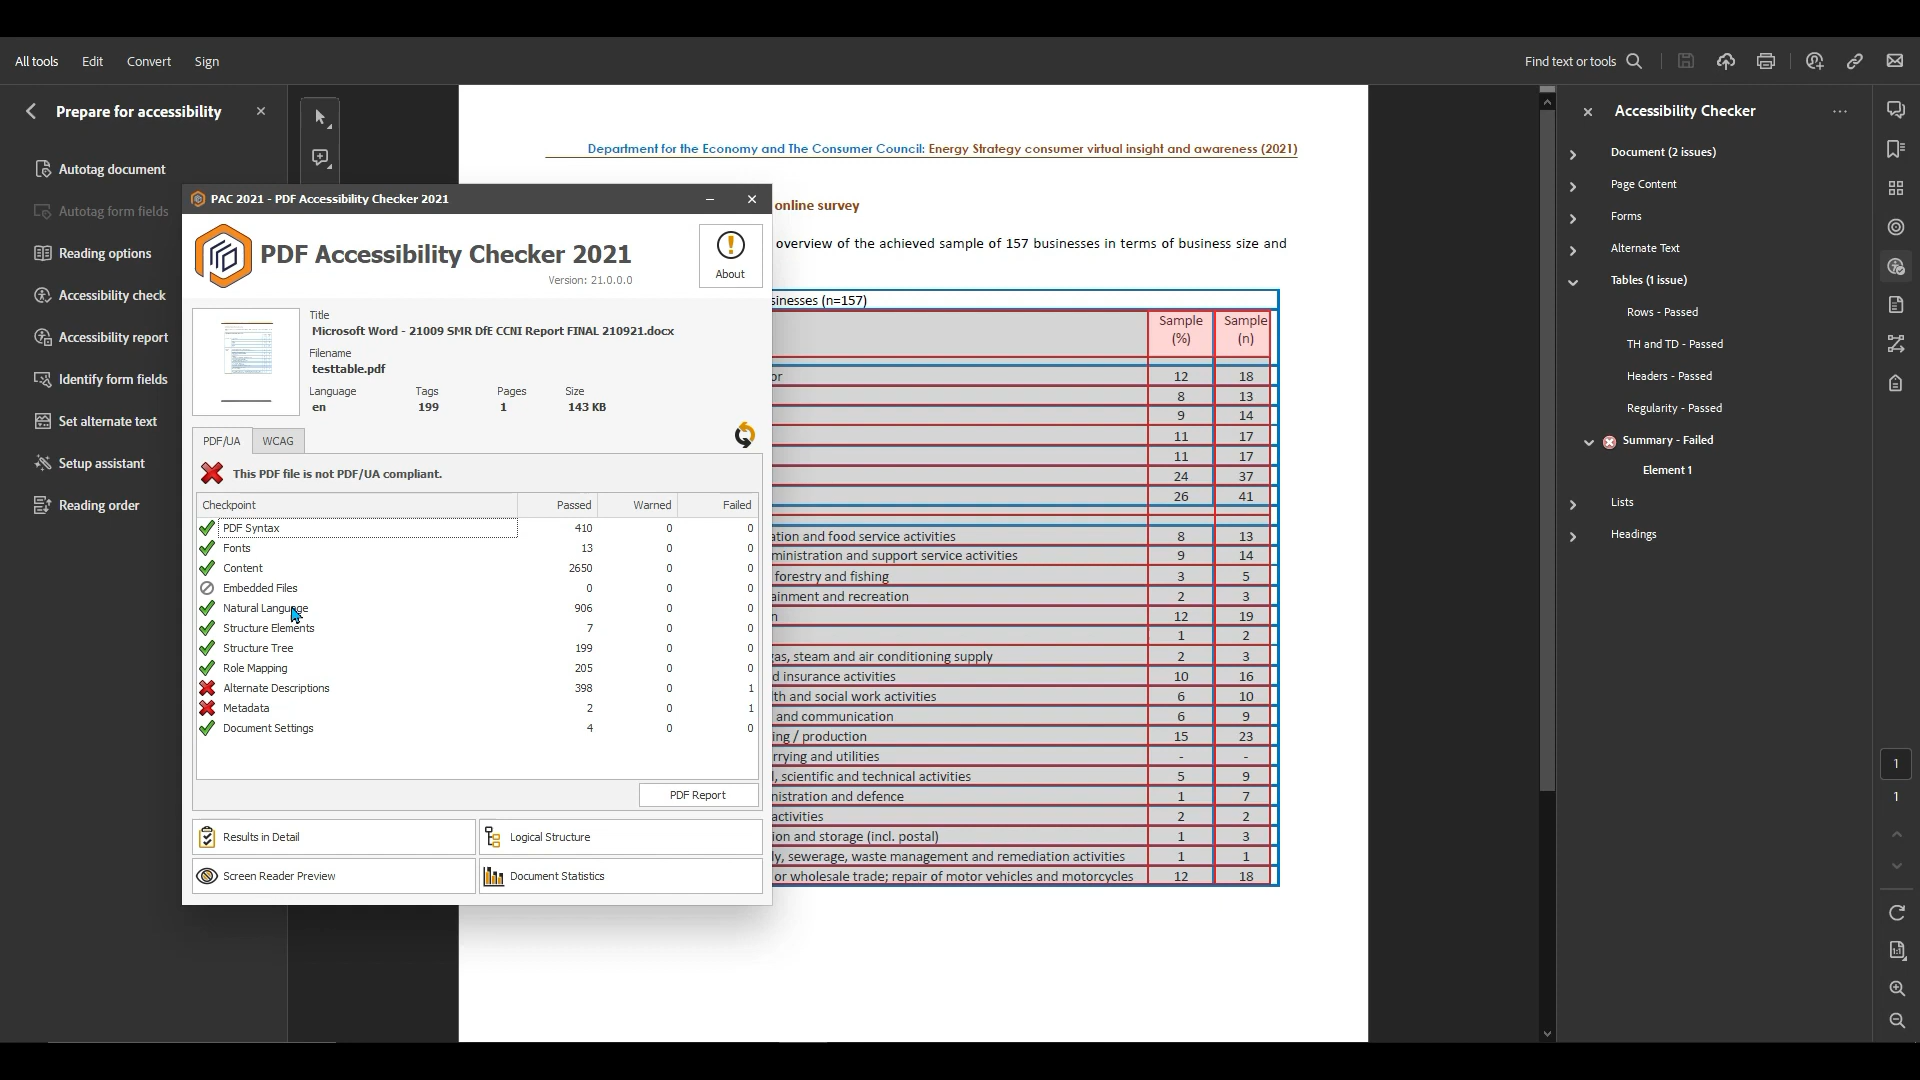 All tools Edit Convert Sign Find text or tools
Prepare for accessibility
Autotag document
Autotag form fields
Reading options
Accessibility check
Accessibility report
Identify form fields
Set alternate text
Setup assistant
Reading order
PAC 2021 - PDF Accessibility Checker 2021
PDF Accessibility Checker 2021
Version: 21.0.0.0
About
Title
Microsoft Word - 21009 SMR DfE CCNI Report FINAL 210921.docx
Filename
testtable.pdf
Language Tags Pages Size
en 199 1 143 KB
PDF/UA WCAG
This PDF file is not PDF/UA compliant.
Checkpoint Passed Warned Failed
PDF Syntax 410 0 0
Fonts 13 0 0
Content 2650 0 0
Embedded Files 0 0 0
Natural Language 906 0 0
Structure Elements 7 0 0
Structure Tree 199 0 0
Role Mapping 205 0 0
Alternate Descriptions 398 0 1
Metadata 2 0 1
Document Settings 4 0 0
PDF Report
Results in Detail Logical Structure
Screen Reader Preview Document Statistics
Department for the Economy and The Consumer Council: Energy Strategy consumer virtual insight and awareness (2021)
online survey
overview of the achieved sample of 157 businesses in terms of business size and
sinesses (n=157)
Sample Sample
(%) (n)
or 12 18
8 13
9 14
11 17
11 17
24 37
26 41
ation and food service activities 8 13
ministration and support service activities 9 14
forestry and fishing 3 5
ainment and recreation 2 3
n 12 19
1 2
gas, steam and air conditioning supply 2 3
d insurance activities 10 16
lth and social work activities 6 10
and communication 6 9
ing / production 15 23
rrying and utilities - -
l, scientific and technical activities 5 9
nistration and defence 1 7
activities 2 2
ion and storage (incl. postal) 1 3
ly, sewerage, waste management and remediation activities 1 1
or wholesale trade; repair of motor vehicles and motorcycles 12 18
Accessibility Checker
Document (2 issues)
Page Content
Forms
Alternate Text
Tables (1 issue)
Rows - Passed
TH and TD - Passed
Headers - Passed
Regularity - Passed
Summary - Failed
Element 1
Lists
Headings
1
1